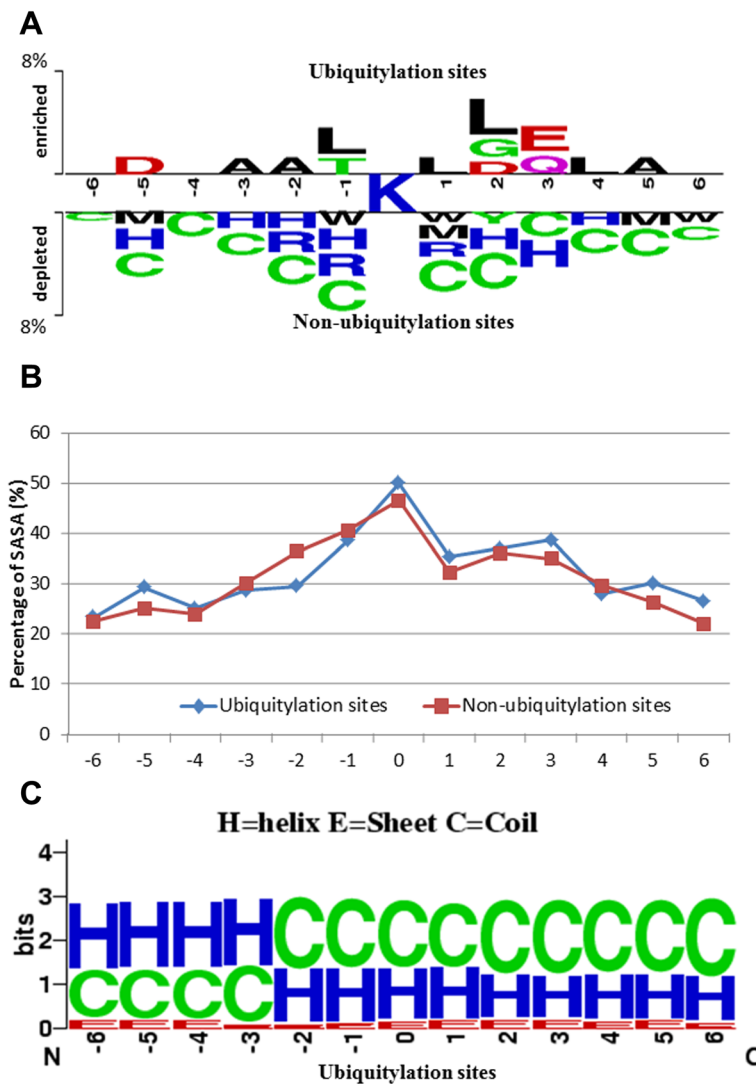 A
8%
Ubiquitylation sites
enriched
L
L G E
D A A T L D Q L A
-6 -5 -4 -3 -2 -1 K 1 2 3 4 5 6
C M C H H W W Y C H M W
H C R H M H H C C C
C C R R C
C C
depleted
8%
Non-ubiquitylation sites
B
Percentage of SASA (%)
60
50
40
30
20
10
0
Ubiquitylation sites Non-ubiquitylation sites
-6 -5 -4 -3 -2 -1 0 1 2 3 4 5 6
C
H=helix E=Sheet C=Coil
bits
4
3
2
1
0
H H H H C C C C C C C C C
C C C C H H H H H H H H H
E E E E E E E E E E E E E
N -6 -5 -4 -3 -2 -1 0 1 2 3 4 5 6 C
Ubiquitylation sites